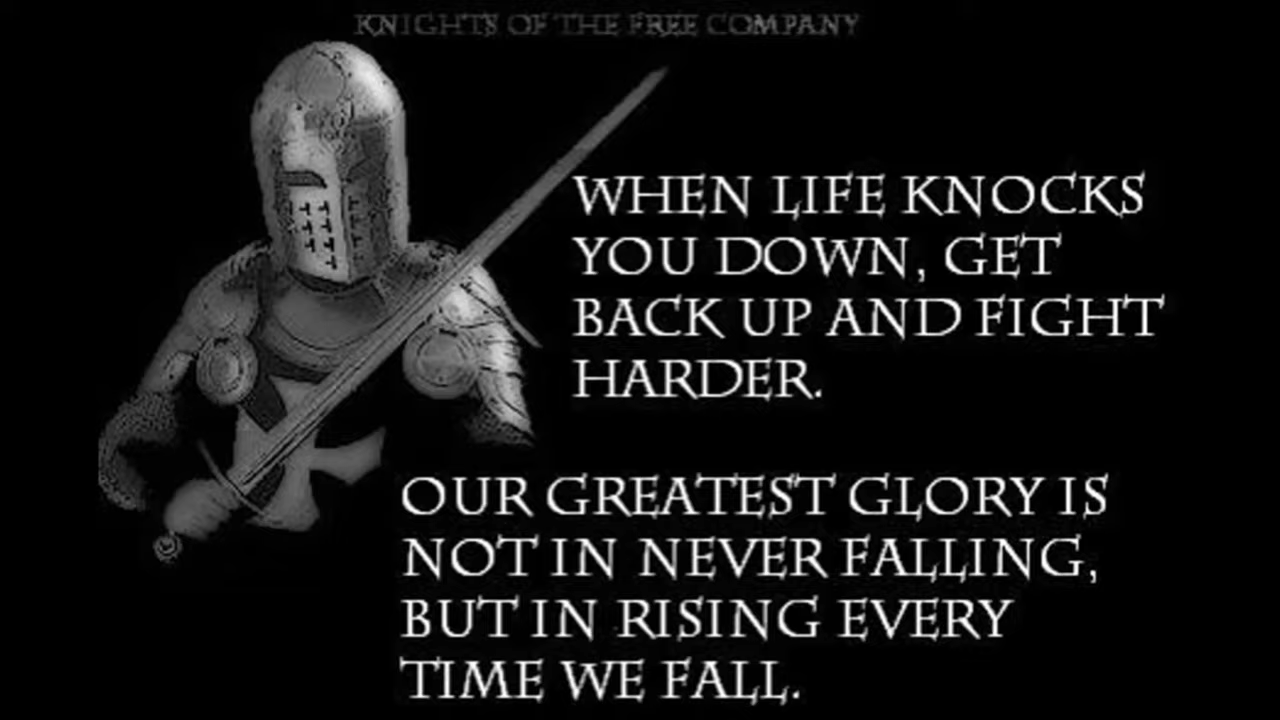 KNIGHTS OF THE FREE COMPANY
WHEN LIFE KNOCKS
YOU DOWN, GET
BACK UP AND FIGHT
HARDER.
OUR GREATEST GLORY IS
NOT IN NEVER FALLING,
BUT IN RISING EVERY
TIME WE FALL.